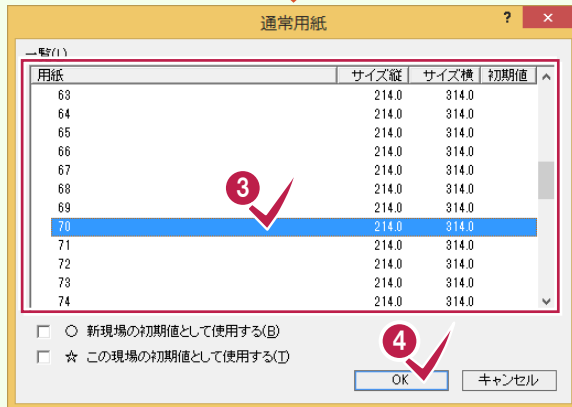 通常用紙
? ×
一覧(L)
用紙 サイズ縦 サイズ横 初期値
63 214.0 314.0
64 214.0 314.0
65 214.0 314.0
66 214.0 314.0
67 214.0 314.0
68 214.0 314.0
69 214.0 314.0
70 214.0 314.0
71 214.0 314.0
72 214.0 314.0
73 214.0 314.0
74 214.0 314.0
3
○ 新現場の初期値として使用する(B)
☆ この現場の初期値として使用する(T)
4
OK キャンセル